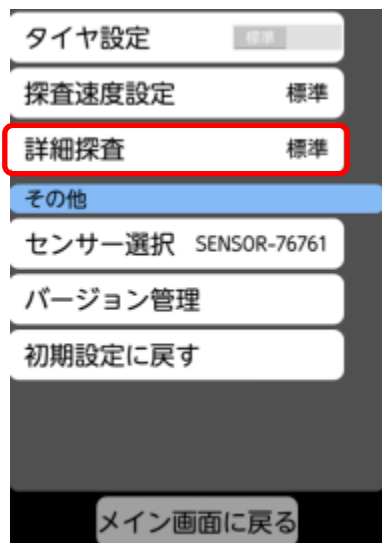 タイヤ設定 標準
探査速度設定 標準
詳細探査 標準
その他
センサー選択 SENSOR-76761
バージョン管理
初期設定に戻す
メイン画面に戻る